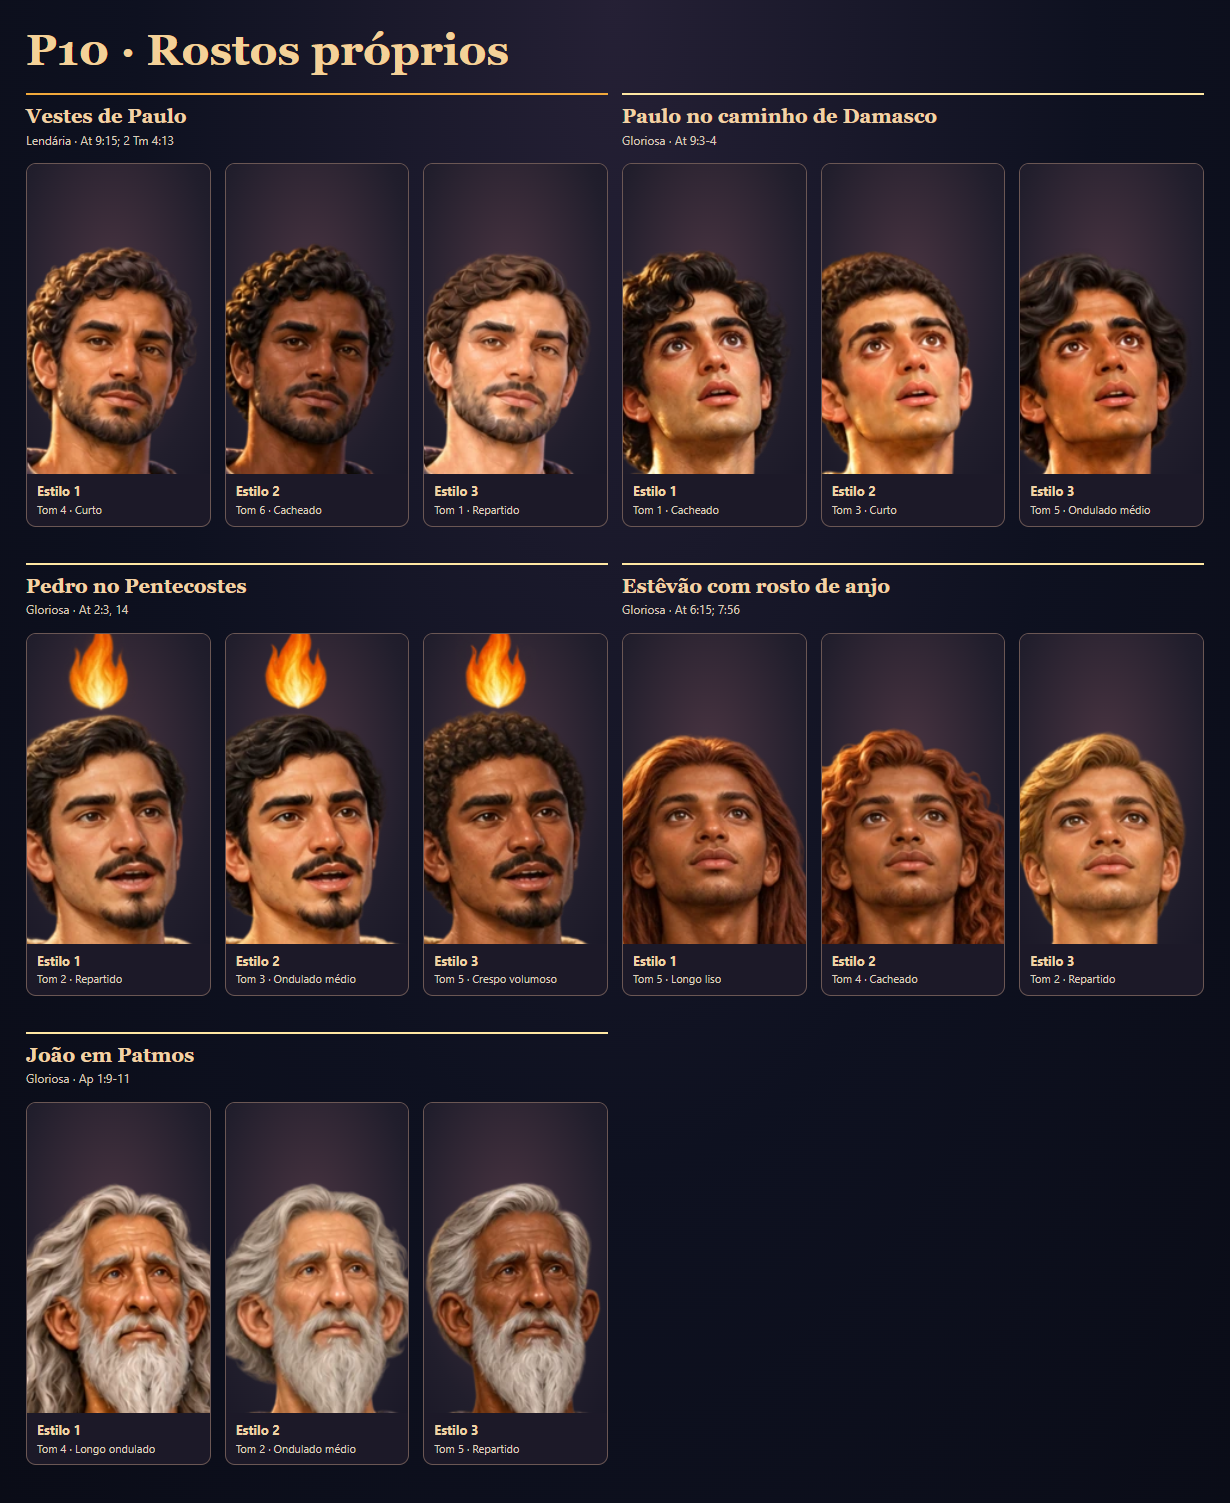 P10 · Rostos próprios
Vestes de Paulo
Lendária · At 9:15; 2 Tm 4:13
Estilo 1
Tom 4 · Curto
Estilo 2
Tom 6 · Cacheado
Estilo 3
Tom 1 · Repartido
Paulo no caminho de Damasco
Gloriosa · At 9:3-4
Estilo 1
Tom 1 · Cacheado
Estilo 2
Tom 3 · Curto
Estilo 3
Tom 5 · Ondulado médio
Pedro no Pentecostes
Gloriosa · At 2:3, 14
Estilo 1
Tom 2 · Repartido
Estilo 2
Tom 3 · Ondulado médio
Estilo 3
Tom 5 · Crespo volumoso
Estêvão com rosto de anjo
Gloriosa · At 6:15; 7:56
Estilo 1
Tom 5 · Longo liso
Estilo 2
Tom 4 · Cacheado
Estilo 3
Tom 2 · Repartido
João em Patmos
Gloriosa · Ap 1:9-11
Estilo 1
Tom 4 · Longo ondulado
Estilo 2
Tom 2 · Ondulado médio
Estilo 3
Tom 5 · Repartido